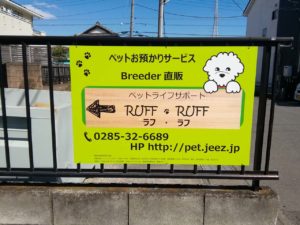 ペットお預かりサービス
Breeder 直販
ペットライフサポート
RUFF・RUFF
ラフ・ラフ
0285-32-6689
HP http://pet.jeez.jp